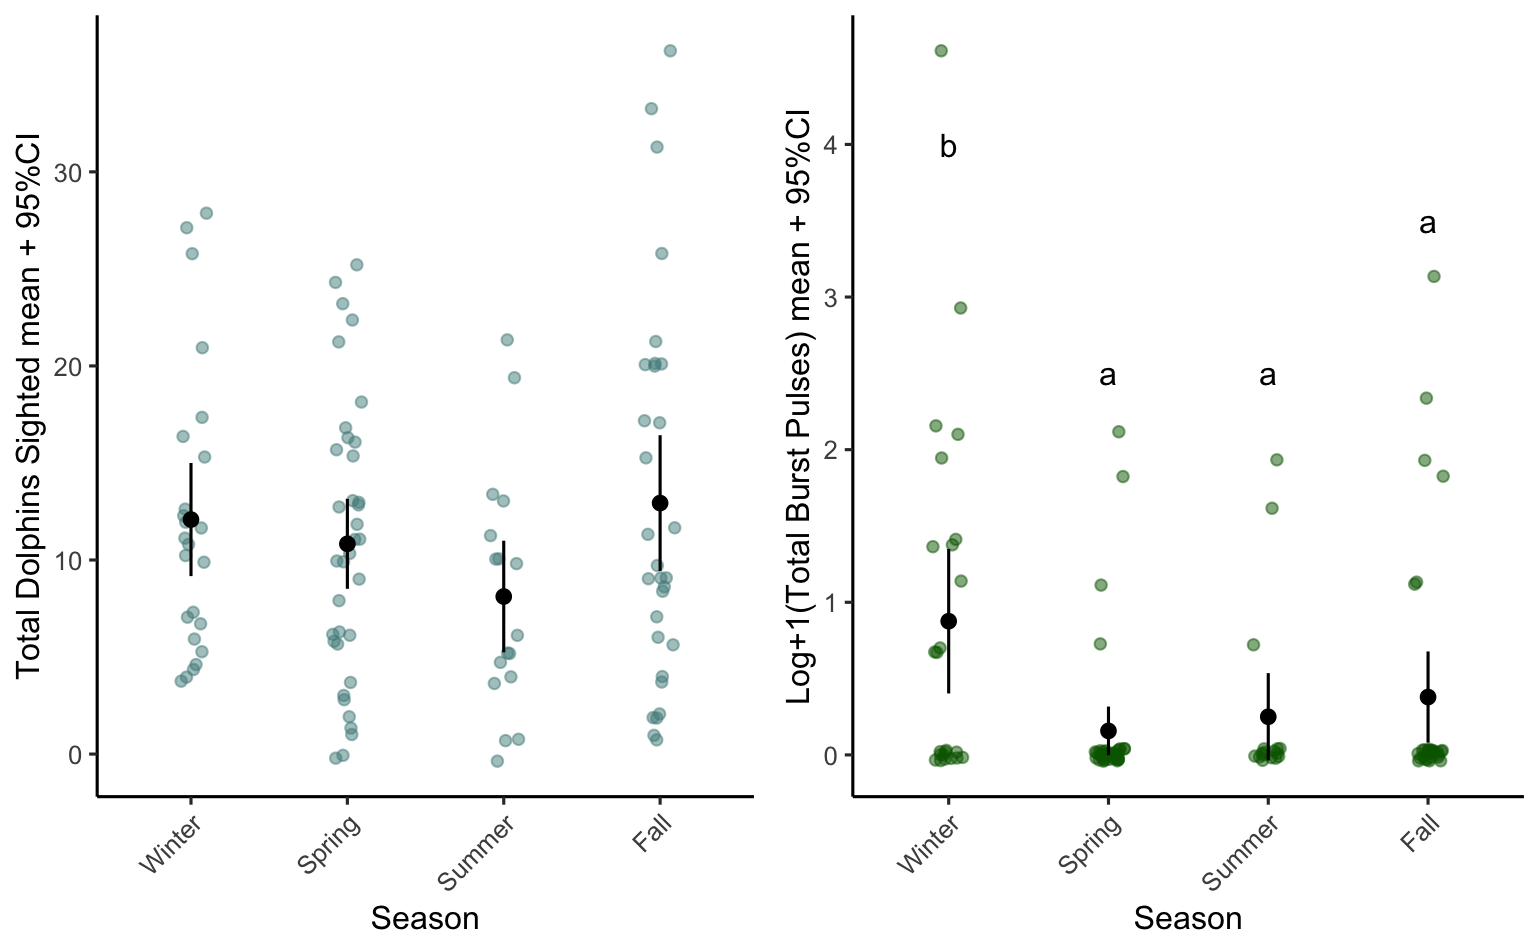 Total Dolphins Sighted mean + 95%CI
30
20
10
0
Winter
Spring
Summer
Fall
Season
Log+1(Total Burst Pulses) mean + 95%CI
4
3
2
1
0
b
a
a
a
Winter
Spring
Summer
Fall
Season